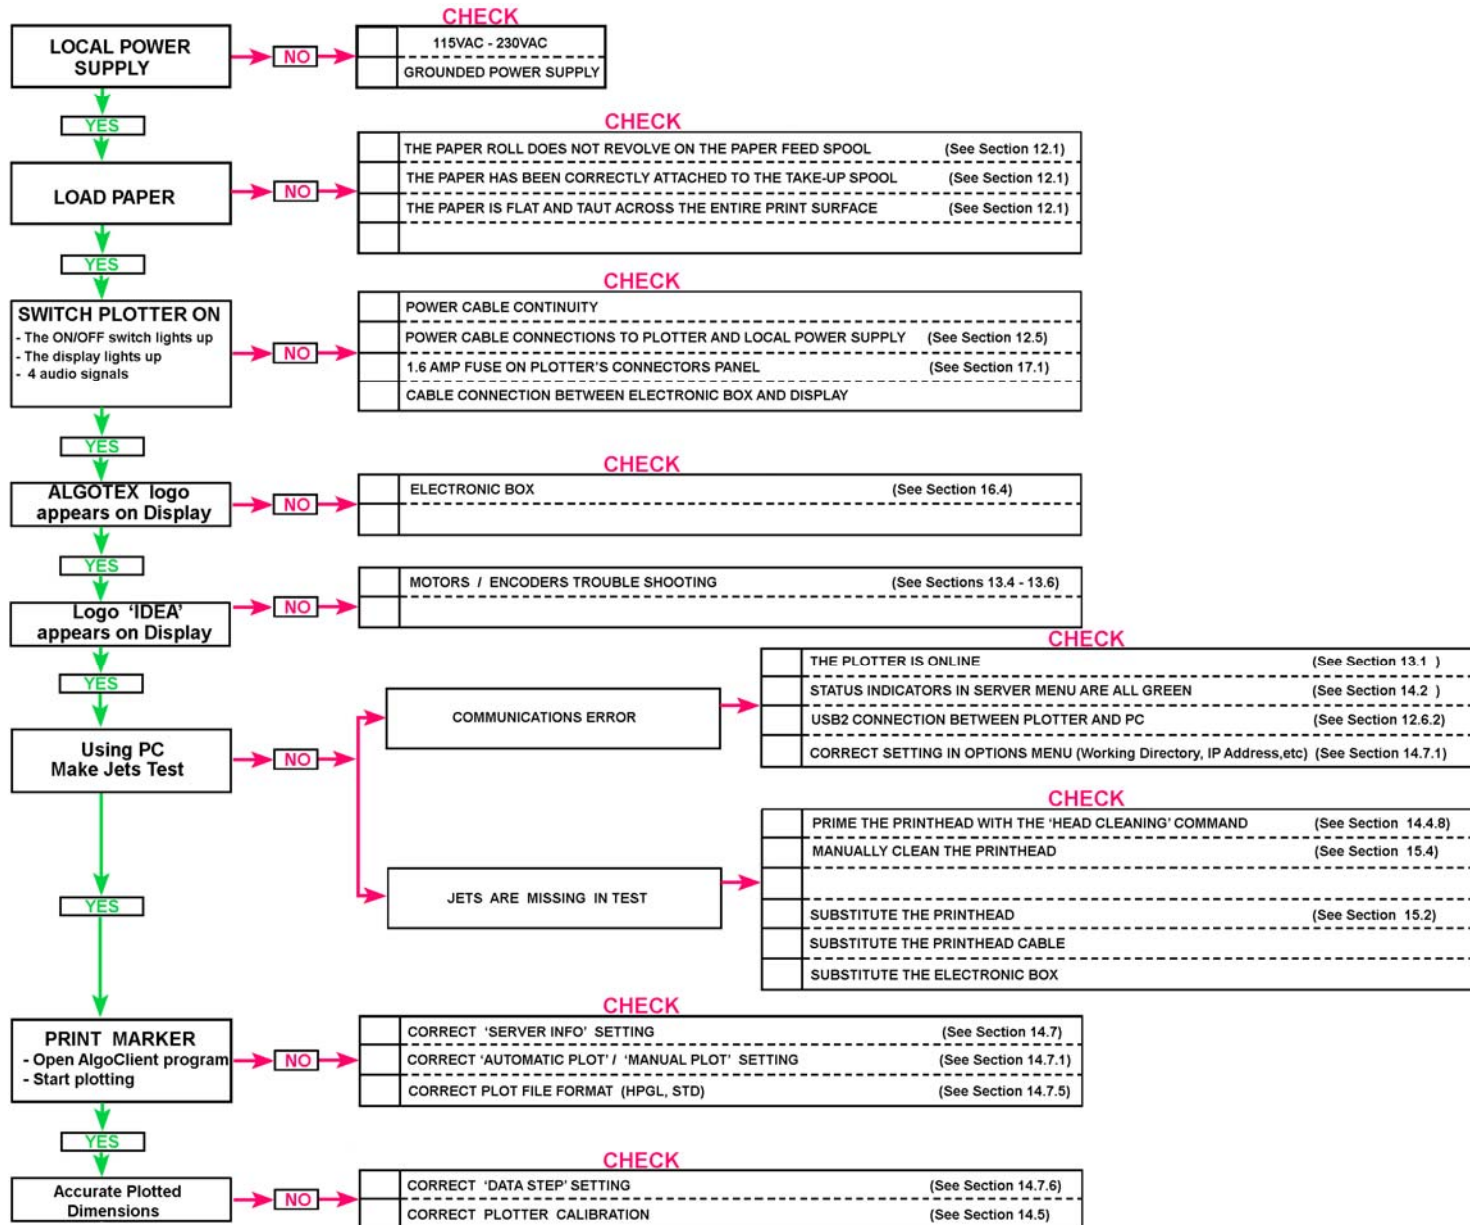 CHECK
LOCAL POWER
SUPPLY
NO
115VAC - 230VAC
GROUNDED POWER SUPPLY
YES
CHECK
LOAD PAPER
NO
THE PAPER ROLL DOES NOT REVOLVE ON THE PAPER FEED SPOOL (See Section 12.1)
THE PAPER HAS BEEN CORRECTLY ATTACHED TO THE TAKE-UP SPOOL (See Section 12.1)
THE PAPER IS FLAT AND TAUT ACROSS THE ENTIRE PRINT SURFACE (See Section 12.1)
YES
CHECK
SWITCH PLOTTER ON
- The ON/OFF switch lights up
- The display lights up
- 4 audio signals
NO
POWER CABLE CONTINUITY
POWER CABLE CONNECTIONS TO PLOTTER AND LOCAL POWER SUPPLY (See Section 12.5)
1.6 AMP FUSE ON PLOTTER'S CONNECTORS PANEL (See Section 17.1)
CABLE CONNECTION BETWEEN ELECTRONIC BOX AND DISPLAY
YES
CHECK
ALGOTEX logo
appears on Display
NO
ELECTRONIC BOX (See Section 16.4)
YES
Logo 'IDEA'
appears on Display
NO
MOTORS / ENCODERS TROUBLE SHOOTING (See Sections 13.4 - 13.6)
YES
Using PC
Make Jets Test
NO
COMMUNICATIONS ERROR
CHECK
THE PLOTTER IS ONLINE (See Section 13.1 )
STATUS INDICATORS IN SERVER MENU ARE ALL GREEN (See Section 14.2 )
USB2 CONNECTION BETWEEN PLOTTER AND PC (See Section 12.6.2)
CORRECT SETTING IN OPTIONS MENU (Working Directory, IP Address,etc) (See Section 14.7.1)
JETS ARE MISSING IN TEST
CHECK
PRIME THE PRINTHEAD WITH THE 'HEAD CLEANING' COMMAND (See Section 14.4.8)
MANUALLY CLEAN THE PRINTHEAD (See Section 15.4)
SUBSTITUTE THE PRINTHEAD (See Section 15.2)
SUBSTITUTE THE PRINTHEAD CABLE
SUBSTITUTE THE ELECTRONIC BOX
YES
CHECK
PRINT MARKER
- Open AlgoClient program
- Start plotting
NO
CORRECT 'SERVER INFO' SETTING (See Section 14.7)
CORRECT 'AUTOMATIC PLOT' / 'MANUAL PLOT' SETTING (See Section 14.7.1)
CORRECT PLOT FILE FORMAT (HPGL, STD) (See Section 14.7.5)
YES
CHECK
Accurate Plotted
Dimensions
NO
CORRECT 'DATA STEP' SETTING (See Section 14.7.6)
CORRECT PLOTTER CALIBRATION (See Section 14.5)